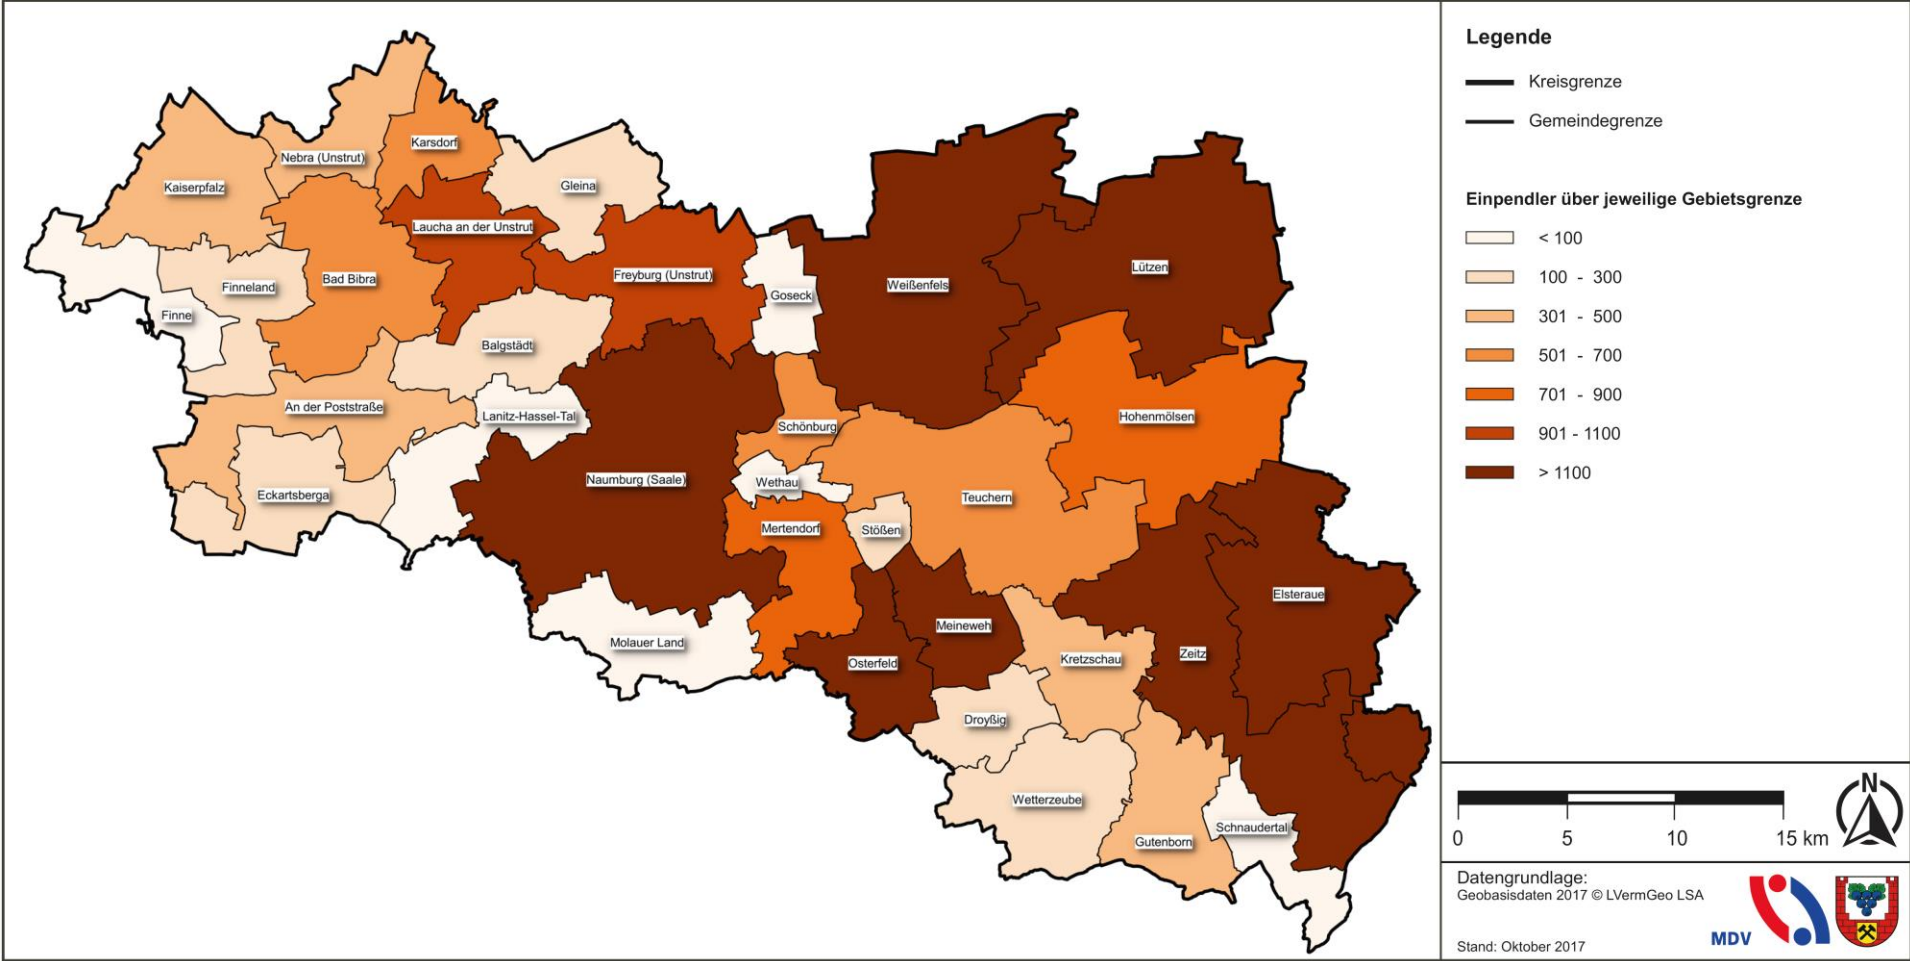 Karsdorf
Nebra (Unstrut)
Kaiserpfalz
Gleina
Laucha an der Unstrut
Freyburg (Unstrut)
Lützen
Bad Bibra
Finneland
Weißenfels
Goseck
Finne
Balgstädt
An der Poststraße
Lanitz-Hassel-Tal
Hohenmölsen
Schönburg
Naumburg (Saale)
Wethau
Eckartsberga
Teuchern
Mertendorf
Stößen
Elsteraue
Meineweh
Molauer Land
Zeitz
Kretzschau
Osterfeld
Droyßig
Wetterzeube
Schnaudertal
Gutenborn
Legende
Kreisgrenze
Gemeindegrenze
Einpendler über jeweilige Gebietsgrenze
< 100
100 - 300
301 - 500
501 - 700
701 - 900
901 - 1100
> 1100
N
0 5 10 15 km
Datengrundlage:
Geobasisdaten 2017 © LVermGeo LSA
MDV
Stand: Oktober 2017